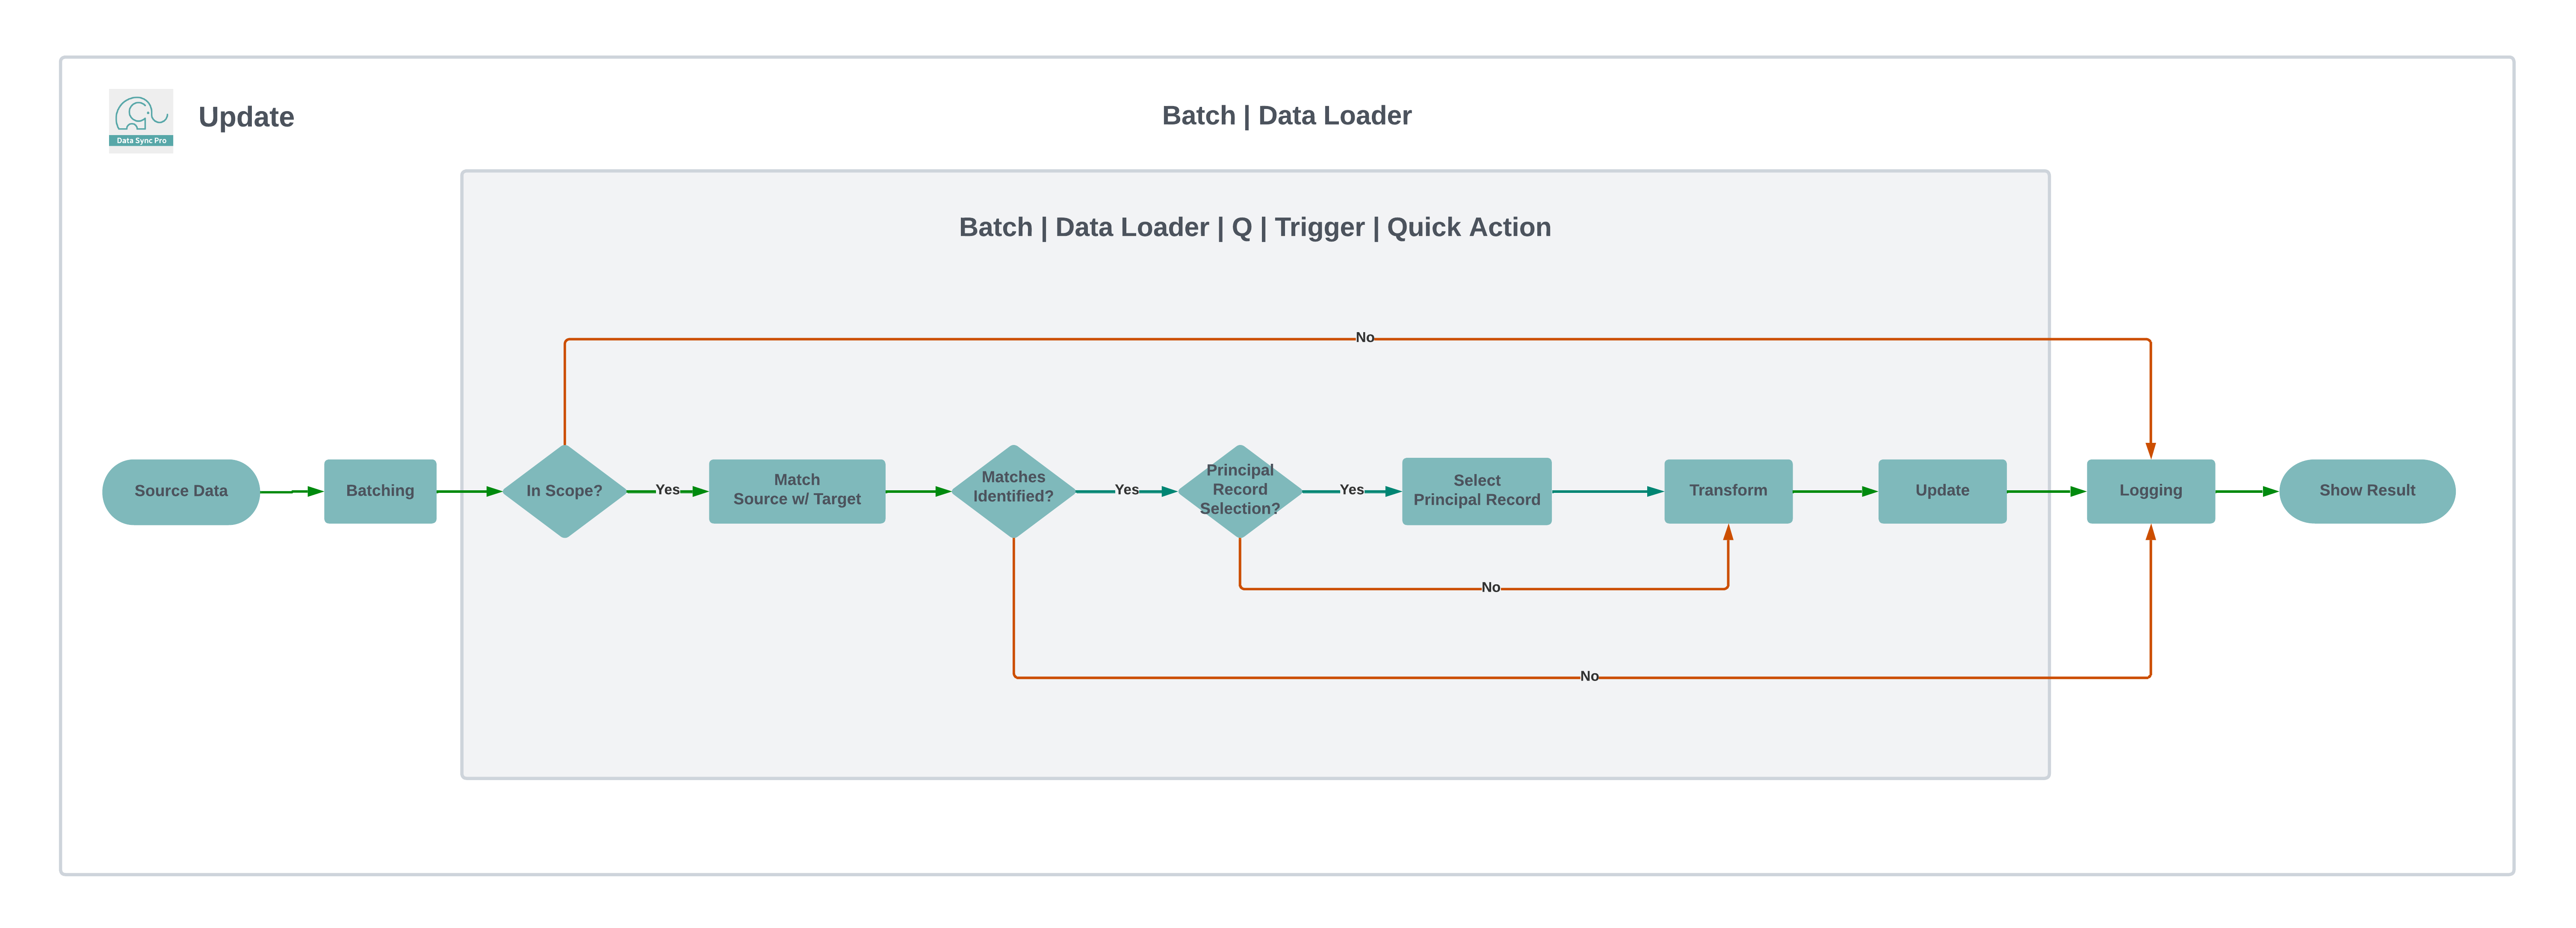 Data Sync Pro
Update
Batch | Data Loader
Batch | Data Loader | Q | Trigger | Quick Action
No
Source Data
Batching
In Scope?
Yes
Match
Source w/ Target
Matches
Identified?
Yes
Principal
Record
Selection?
Yes
Select
Principal Record
Transform
Update
Logging
Show Result
No
No